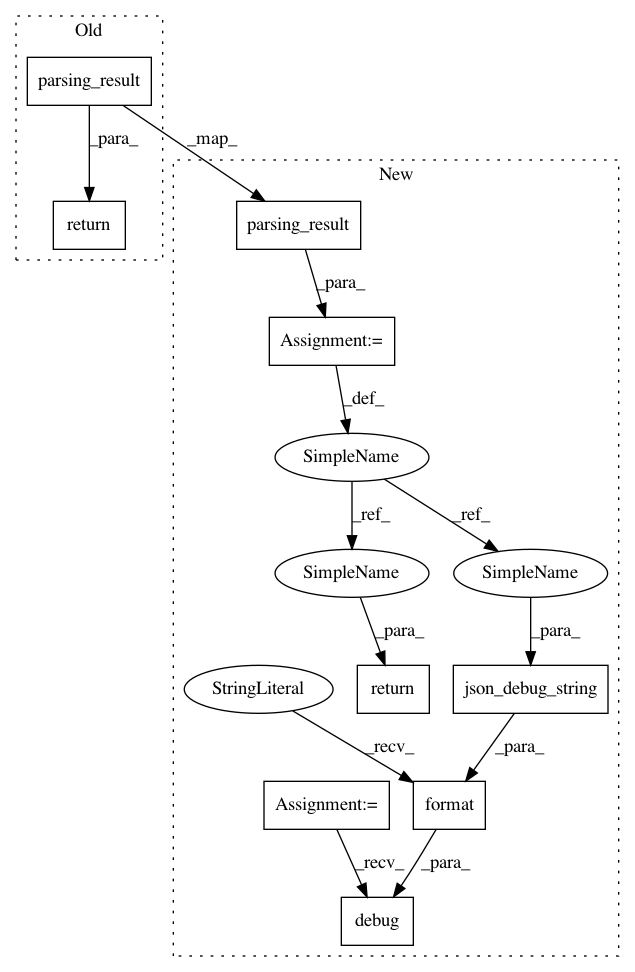 Old
parsing_result
_para_
_map_
New
return
parsing_result
_para_
Assignment:=
_def_
SimpleName
_ref_
_ref_
SimpleName
SimpleName
_para_
_para_
StringLiteral
return
json_debug_string
_recv_
_para_
Assignment:=
format
_recv_
_para_
debug